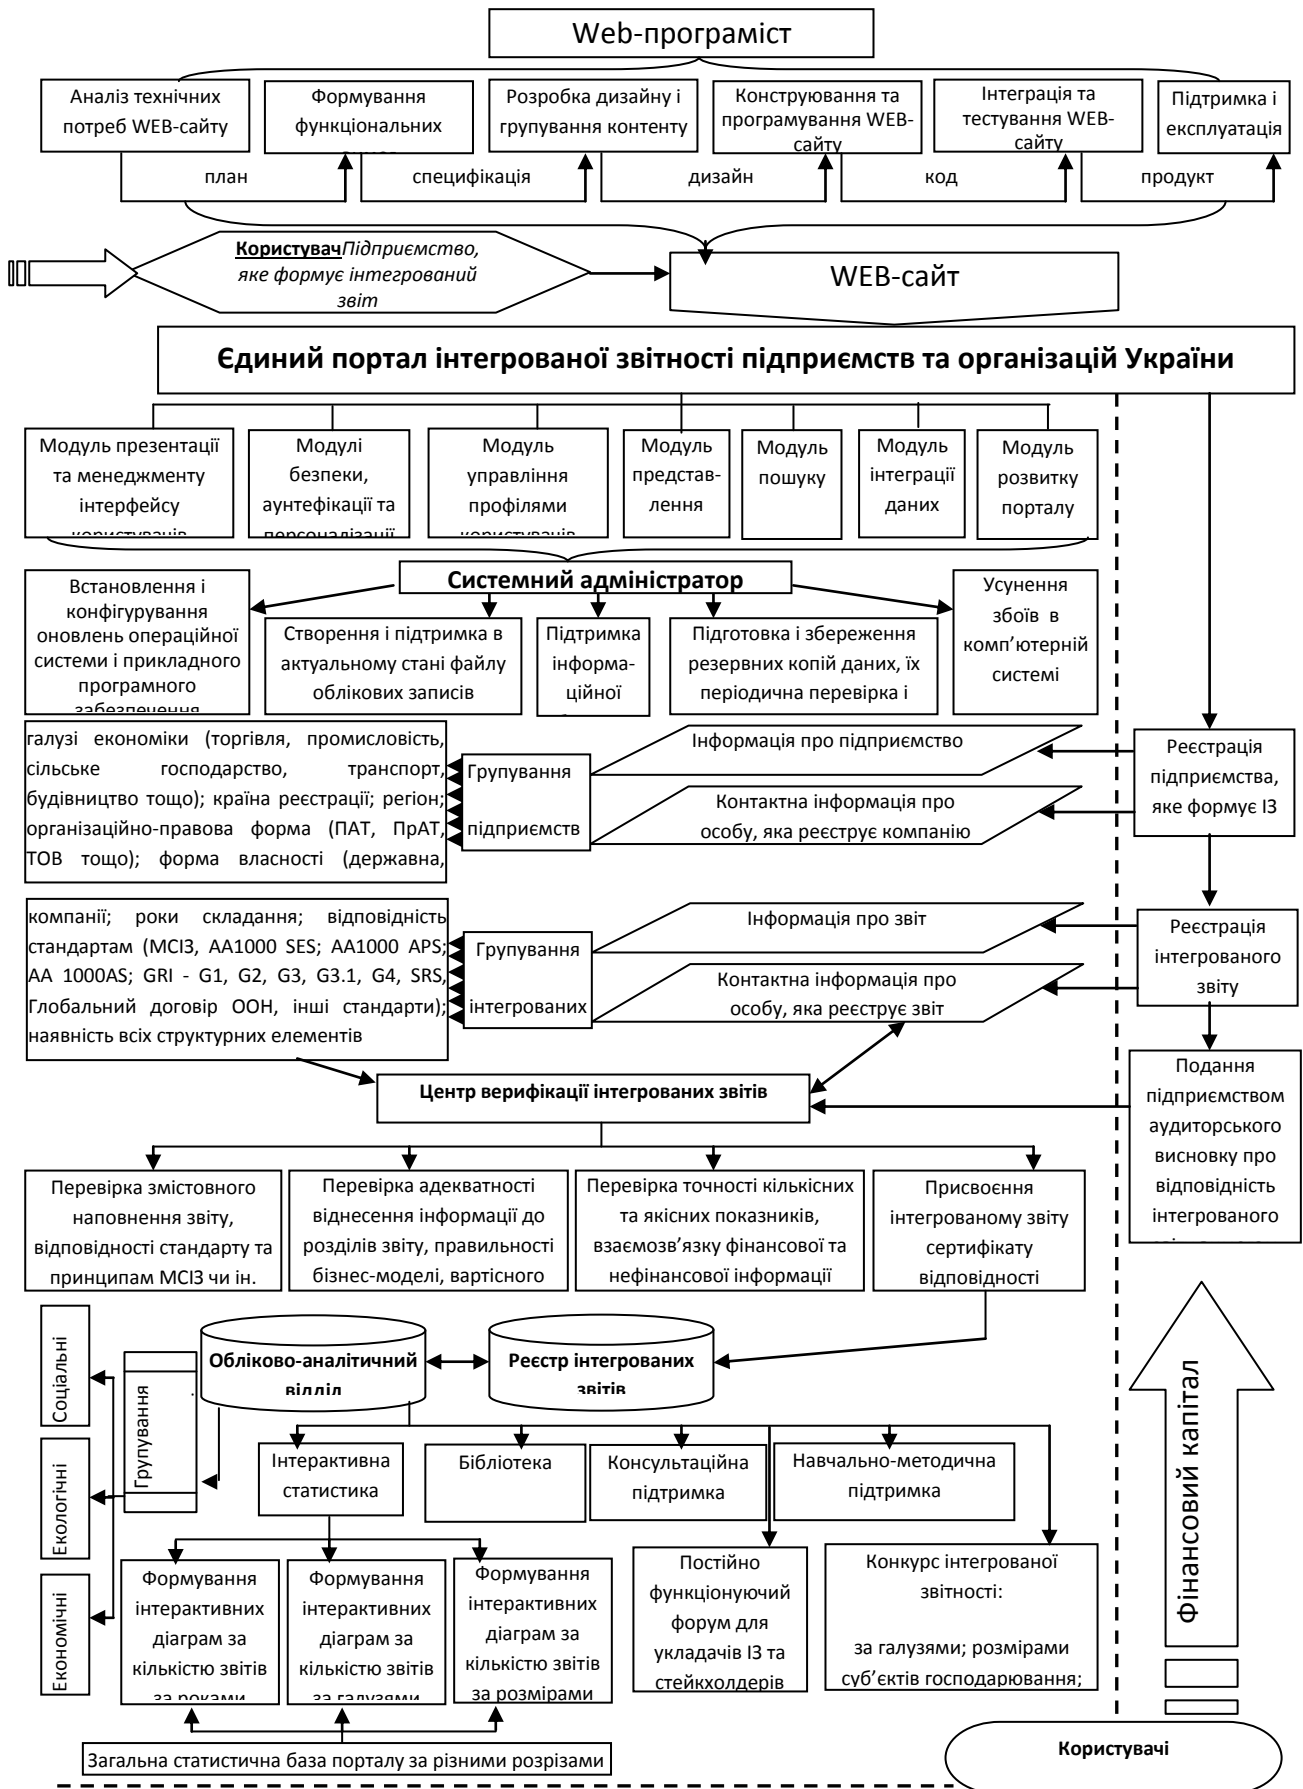 Web-програміст
Аналіз технічних
потреб WEB-сайту
Формування
функціональних
Розробка дизайну і
групування контенту
Конструювання та
програмування WEB-
сайту
Інтеграція та
тестування WEB-
сайту
Підтримка і
експлуатація
план
специфікація
дизайн
код
продукт
КористувачПідприємство,
яке формує інтегрований
звіт
WEB-сайт
Єдиний портал інтегрованої звітності підприємств та організацій України
Модуль презентації
та менеджменту
інтерфейсу
користувачів
Модулі
безпеки,
аунтефікації та
персоналізації
Модуль
управління
профілями
користувачів
Модуль
представ-
лення
Модуль
пошуку
Модуль
інтеграції
даних
Модуль
розвитку
порталу
Системний адміністратор
Встановлення і
конфігурування
оновлень операційної
системи і прикладного
програмного
забезпечення
Створення і підтримка в
актуальному стані файлу
облікових записів
Підтримка
інформа-
ційної
Підготовка і збереження
резервних копій даних, їх
періодична перевірка і
Усунення
збоїв в
комп’ютерній
системі
галузі економіки (торгівля, промисловість,
сільське господарство, транспорт,
будівництво тощо); країна реєстрації; регіон;
організаційно-правова форма (ПАТ, ПрАТ,
ТОВ тощо); форма власності (державна,
Групування
підприємств
Інформація про підприємство
Контактна інформація про
особу, яка реєструє компанію
Реєстрація
підприємства,
яке формує ІЗ
компанії; роки складання; відповідність
стандартам (МСІЗ, АА1000 SES; АА1000 APS;
АА 1000AS; GRI - G1, G2, G3, G3.1, G4, SRS,
Глобальний договір ООН, інші стандарти);
наявність всіх структурних елементів
Групування
інтегрованих
Інформація про звіт
Контактна інформація про
особу, яка реєструє звіт
Реєстрація
інтегрованого
звіту
Центр верифікації інтегрованих звітів
Подання
підприємством
аудиторського
висновку про
відповідність
інтегрованого
Перевірка змістовного
наповнення звіту,
відповідності стандарту та
принципам МСІЗ чи ін.
Перевірка адекватності
віднесення інформації до
розділів звіту, правильності
бізнес-моделі, вартісного
Перевірка точності кількісних
та якісних показників,
взаємозв’язку фінансової та
нефінансової інформації
Присвоєння
інтегрованому звіту
сертифікату
відповідності
Соціальні
Екологічні
Економічні
Групування
Обліково-аналітичний
відділ
Реєстр інтегрованих
звітів
Інтерактивна
статистика
Бібліотека
Консультаційна
підтримка
Навчально-методична
підтримка
Формування
інтерактивних
діаграм за
кількістю звітів
за роками
Формування
інтерактивних
діаграм за
кількістю звітів
за галузями
Формування
інтерактивних
діаграм за
кількістю звітів
за розмірами
Постійно
функціонуючий
форум для
укладачів ІЗ та
стейкхолдерів
Конкурс інтегрованої
звітності:
за галузями; розмірами
суб’єктів господарювання;
Фінансовий капітал
Загальна статистична база порталу за різними розрізами
Користувачі